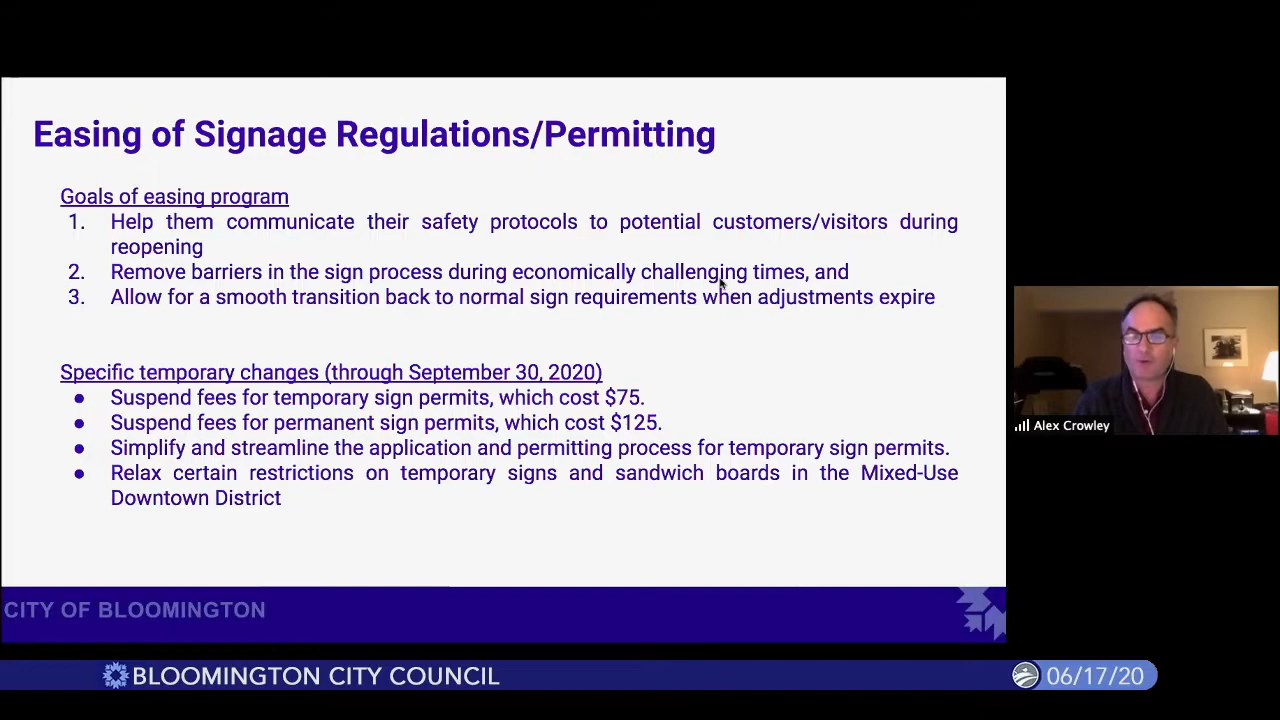 Easing of Signage Regulations/Permitting
Goals of easing program
1. Help them communicate their safety protocols to potential customers/visitors during
reopening
2. Remove barriers in the sign process during economically challenging times, and
3. Allow for a smooth transition back to normal sign requirements when adjustments expire
Specific temporary changes (through September 30, 2020)
● Suspend fees for temporary sign permits, which cost $75.
● Suspend fees for permanent sign permits, which cost $125.
● Simplify and streamline the application and permitting process for temporary sign permits.
● Relax certain restrictions on temporary signs and sandwich boards in the Mixed-Use
Downtown District
Alex Crowley
CITY OF BLOOMINGTON
BLOOMINGTON CITY COUNCIL
06/17/20